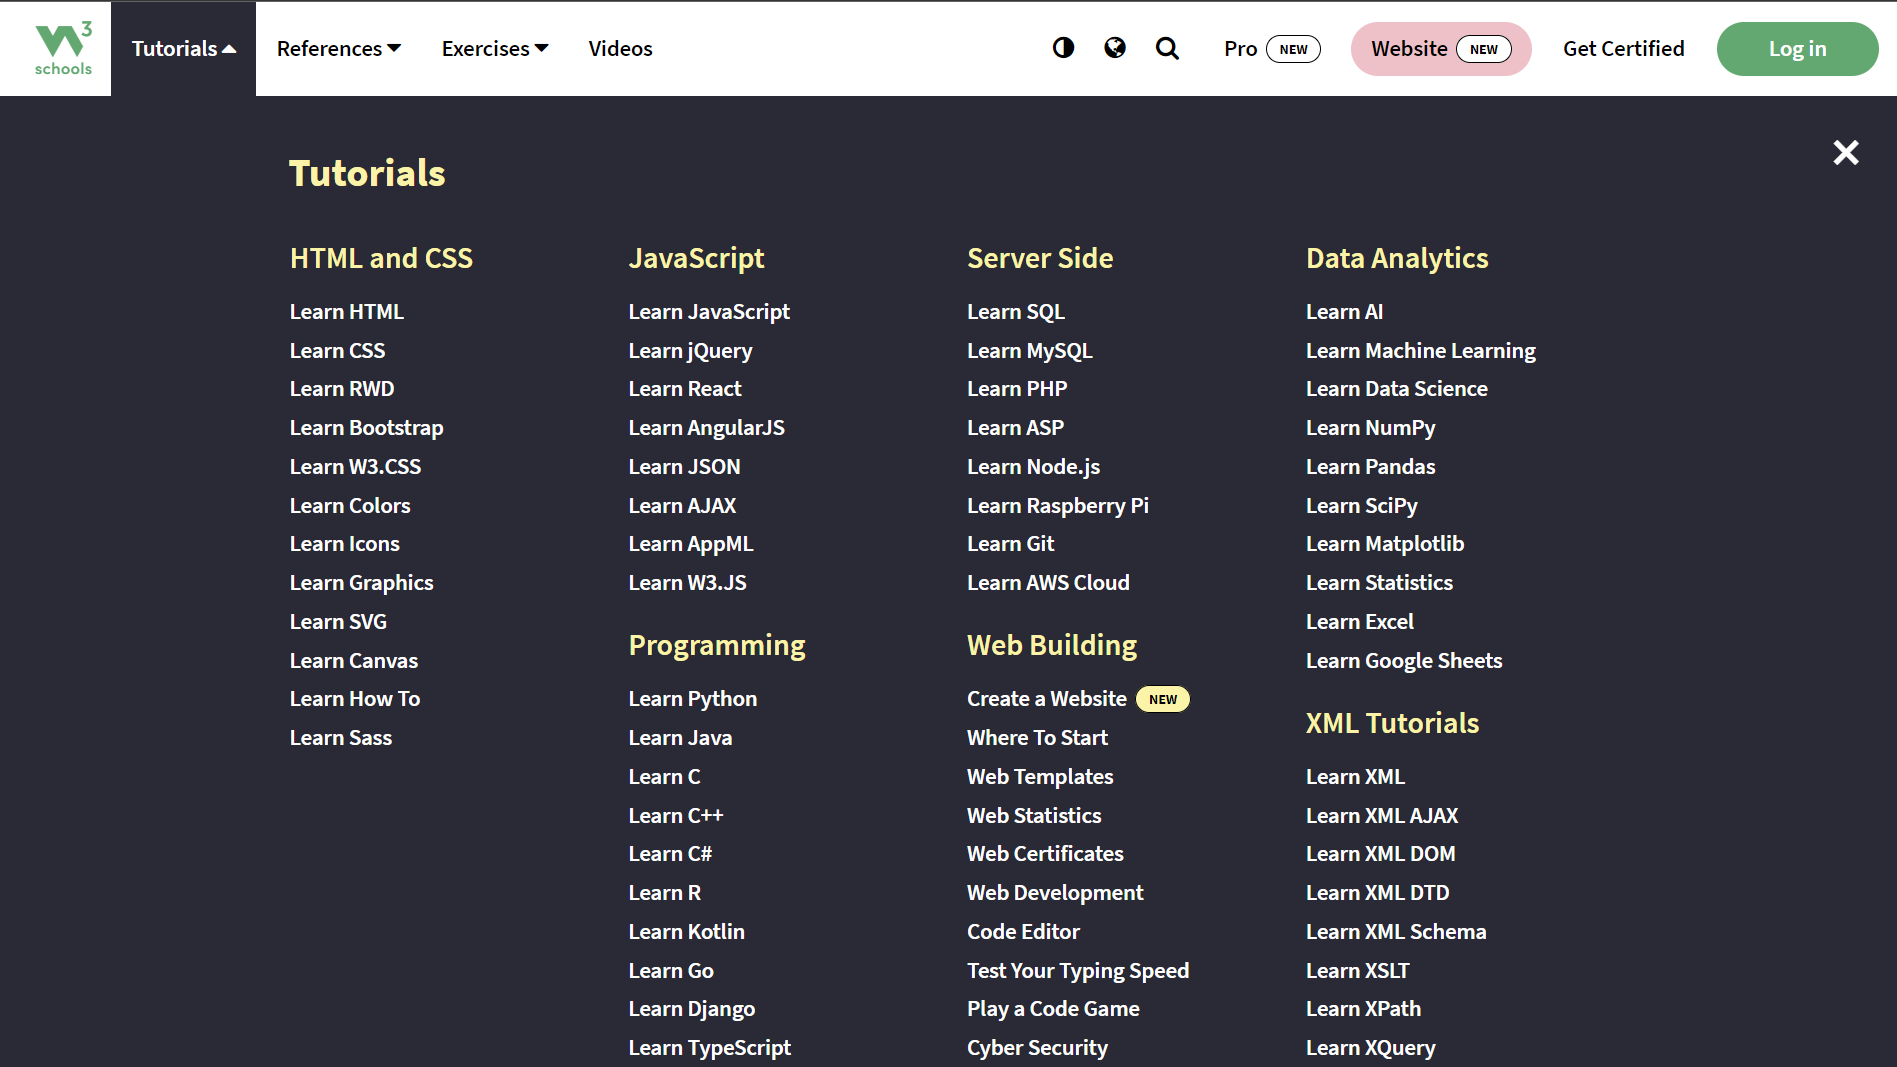 3
schools
Tutorials
References
Exercises
Videos
Pro NEW
Website NEW
Get Certified
Log in
Tutorials
HTML and CSS
Learn HTML
Learn CSS
Learn RWD
Learn Bootstrap
Learn W3.CSS
Learn Colors
Learn Icons
Learn Graphics
Learn SVG
Learn Canvas
Learn How To
Learn Sass
JavaScript
Learn JavaScript
Learn jQuery
Learn React
Learn AngularJS
Learn JSON
Learn AJAX
Learn AppML
Learn W3.JS
Programming
Learn Python
Learn Java
Learn C
Learn C++
Learn C#
Learn R
Learn Kotlin
Learn Go
Learn Django
Learn TypeScript
Server Side
Learn SQL
Learn MySQL
Learn PHP
Learn ASP
Learn Node.js
Learn Raspberry Pi
Learn Git
Learn AWS Cloud
Web Building
Create a Website NEW
Where To Start
Web Templates
Web Statistics
Web Certificates
Web Development
Code Editor
Test Your Typing Speed
Play a Code Game
Cyber Security
Data Analytics
Learn AI
Learn Machine Learning
Learn Data Science
Learn NumPy
Learn Pandas
Learn SciPy
Learn Matplotlib
Learn Statistics
Learn Excel
Learn Google Sheets
XML Tutorials
Learn XML
Learn XML AJAX
Learn XML DOM
Learn XML DTD
Learn XML Schema
Learn XSLT
Learn XPath
Learn XQuery